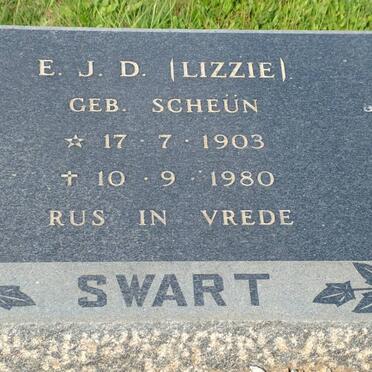 E. J. D. (LIZZIE)
GEB. SCHEÜN
☆ 17 · 7 · 1903
✝ 10 · 9 · 1980
RUS IN VREDE
SWART